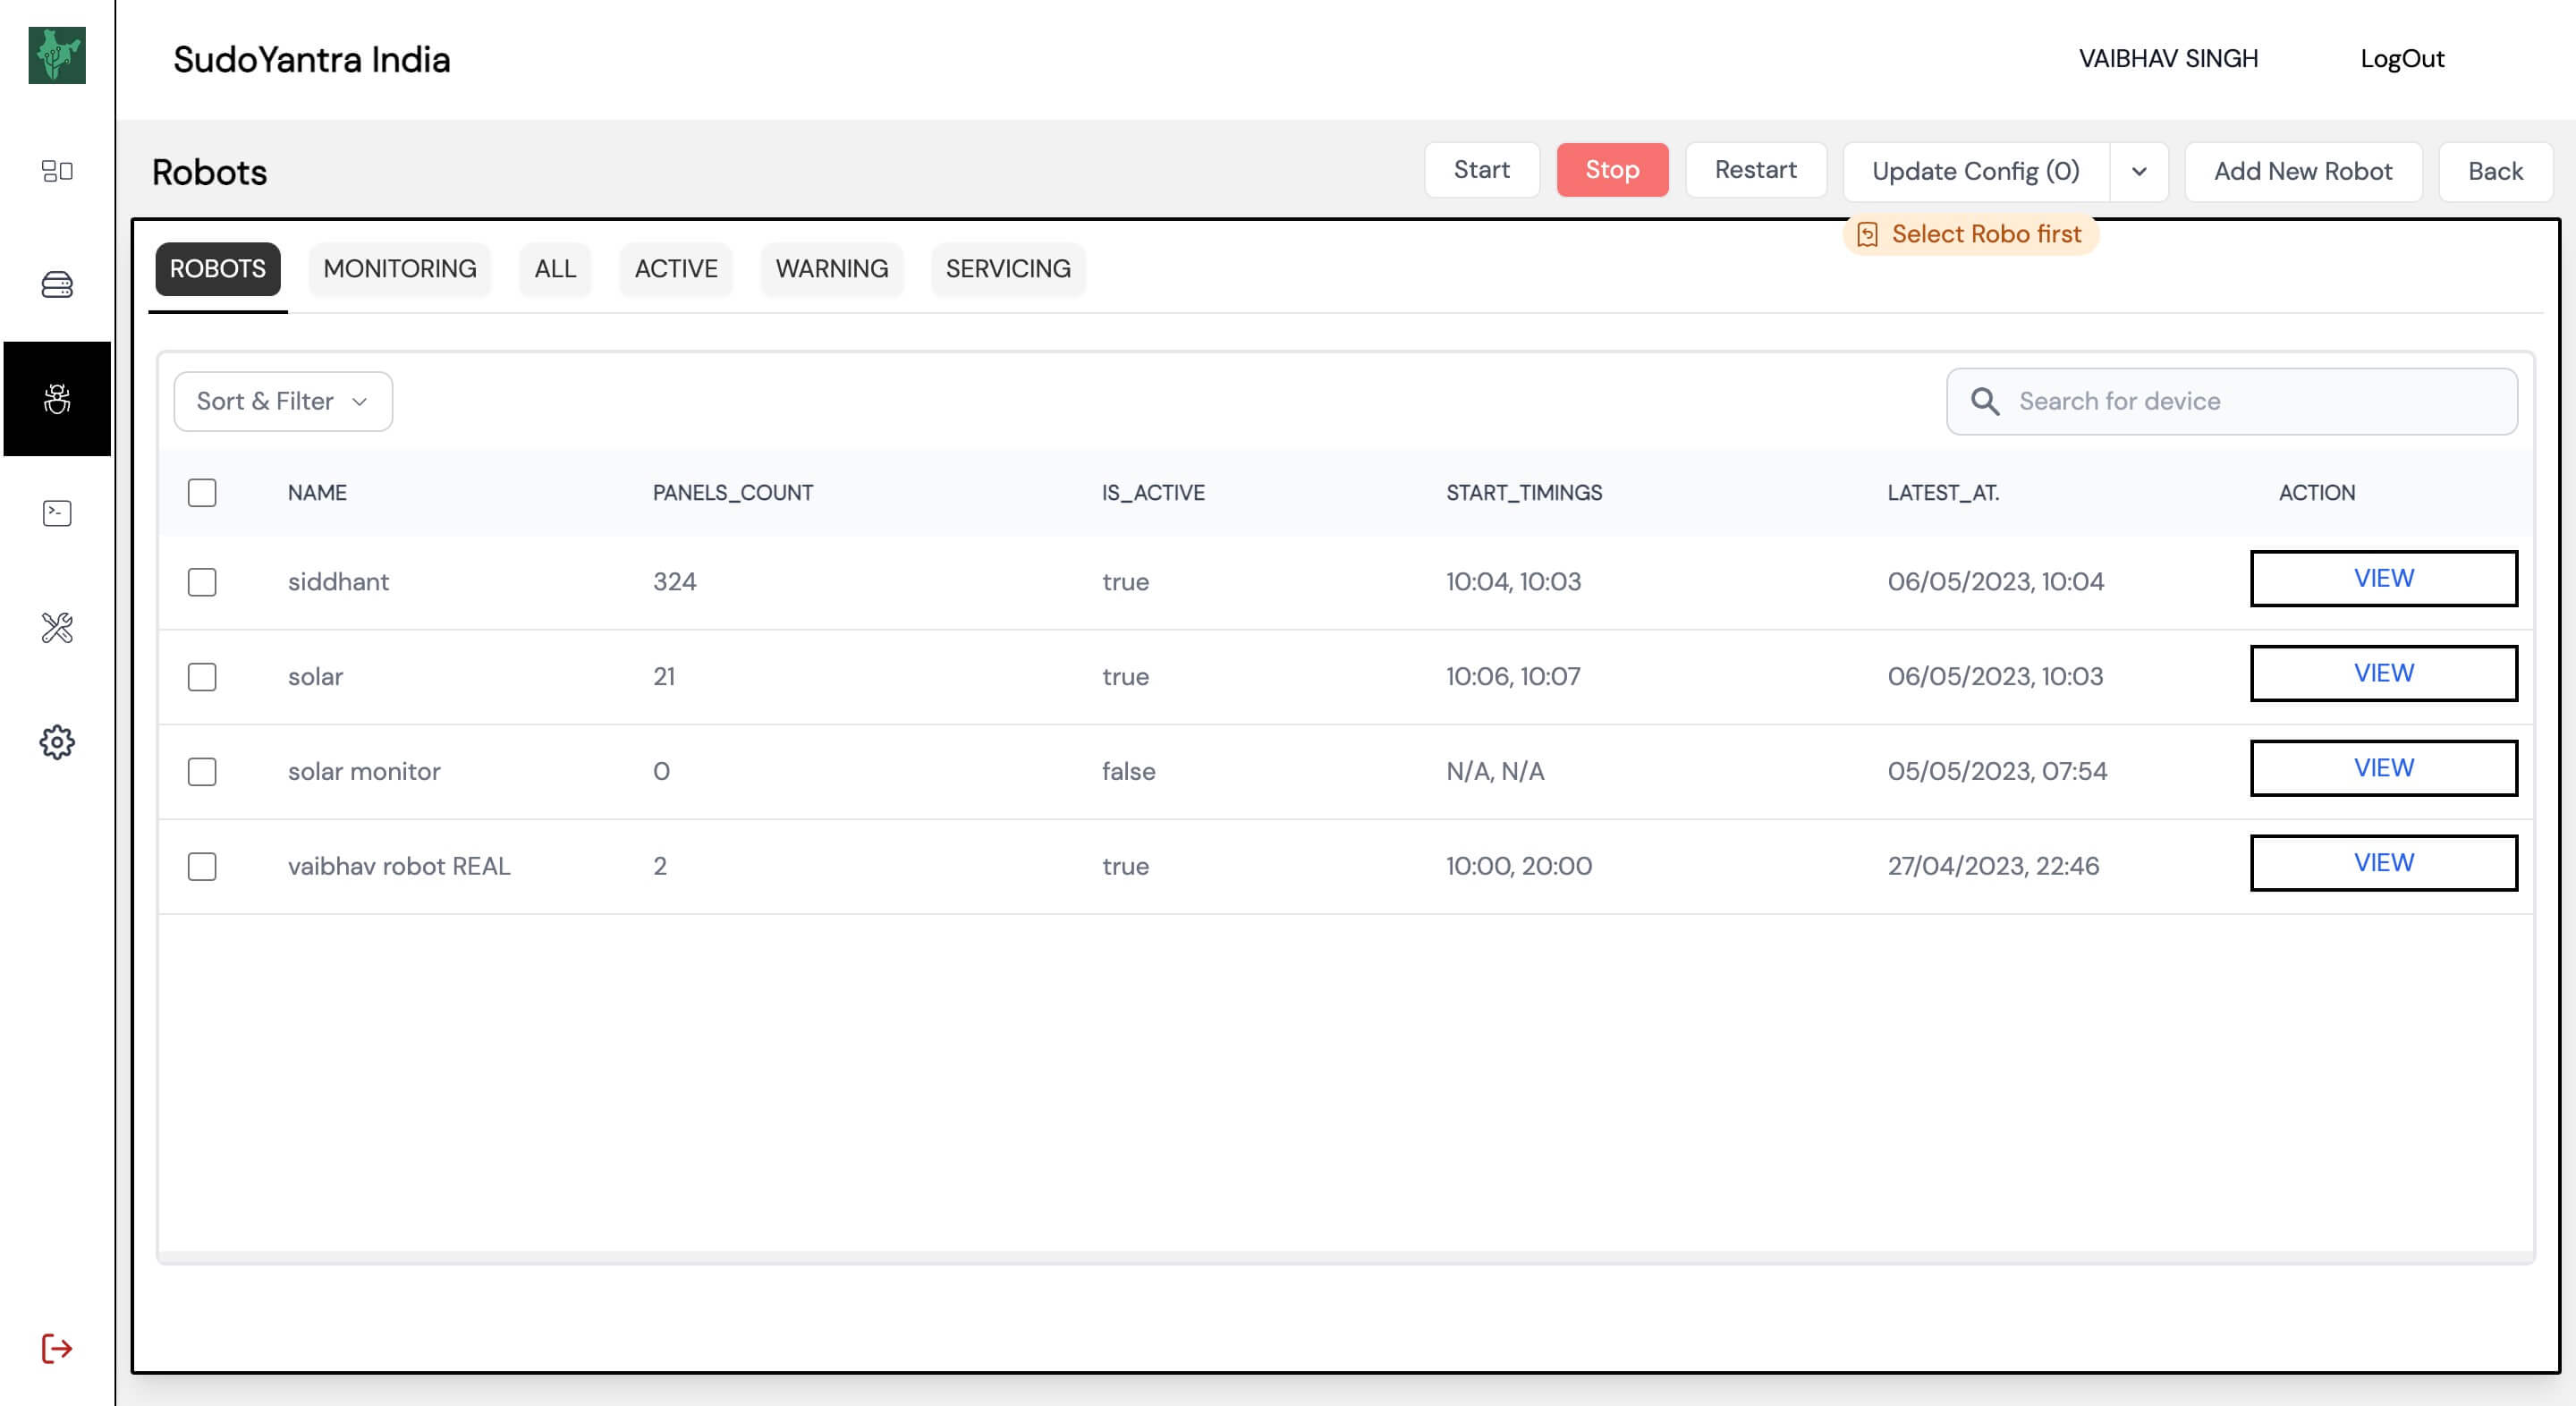 SudoYantra India
VAIBHAV SINGH
LogOut
Robots
Start
Stop
Restart
Update Config (0)
Add New Robot
Back
Select Robo first
ROBOTS
MONITORING
ALL
ACTIVE
WARNING
SERVICING
Sort & Filter
Search for device
NAME PANELS_COUNT IS_ACTIVE START_TIMINGS LATEST_AT. ACTION
siddhant 324 true 10:04, 10:03 06/05/2023, 10:04 VIEW
solar 21 true 10:06, 10:07 06/05/2023, 10:03 VIEW
solar monitor 0 false N/A, N/A 05/05/2023, 07:54 VIEW
vaibhav robot REAL 2 true 10:00, 20:00 27/04/2023, 22:46 VIEW